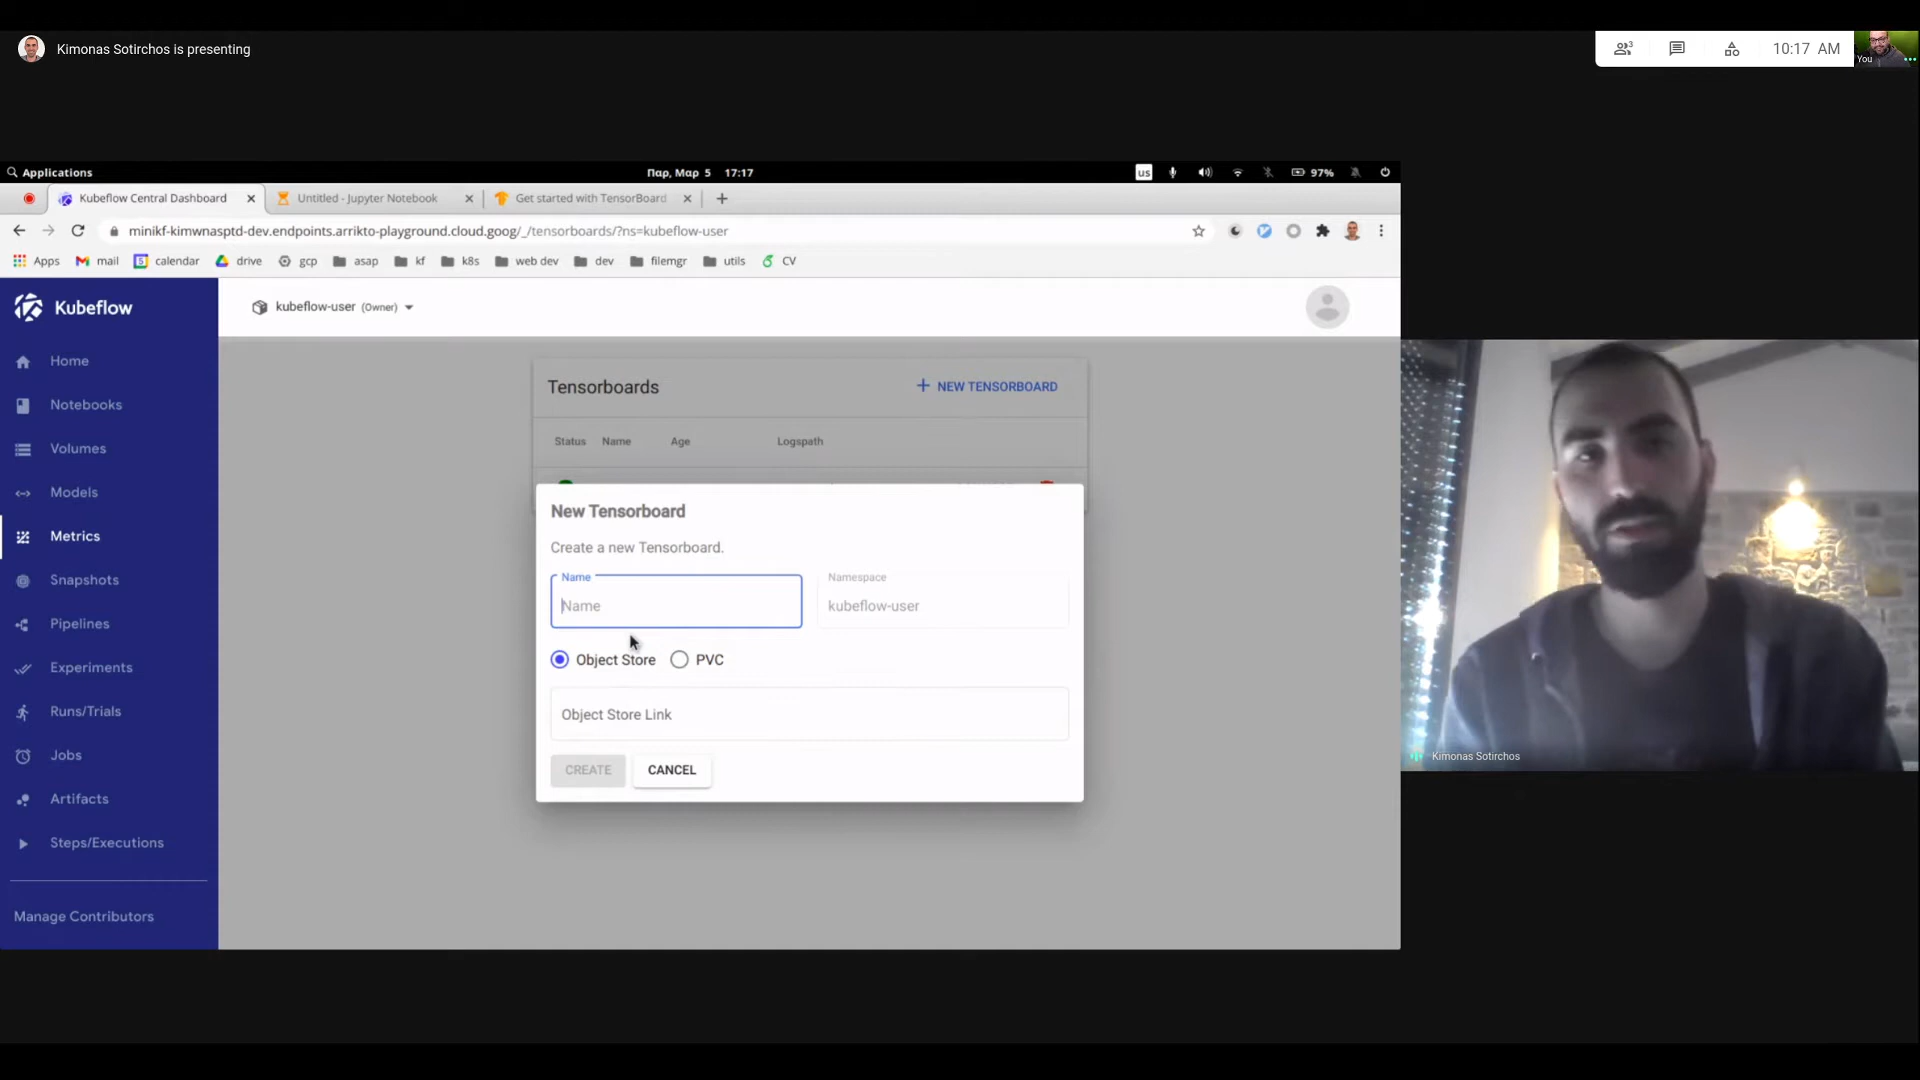 Kimonas Sotirchos is presenting
3
10:17 AM
You
Applications
Παρ, Μαρ 5 17:17
us
97%
Kubeflow Central Dashboard
Untitled - Jupyter Notebook
Get started with TensorBoard
minikf-kimwnasptd-dev.endpoints.arrikto-playground.cloud.goog/_/tensorboards/?ns=kubeflow-user
Apps
mail
calendar
drive
gcp
asap
kf
k8s
web dev
dev
filemgr
utils
CV
Kubeflow
kubeflow-user (Owner)
Home
Notebooks
Volumes
Models
Metrics
Snapshots
Pipelines
Experiments
Runs/Trials
Jobs
Artifacts
Steps/Executions
Manage Contributors
Tensorboards
NEW TENSORBOARD
Status Name Age Logspath
New Tensorboard
Create a new Tensorboard.
Name
Name
Namespace
kubeflow-user
Object Store
PVC
Object Store Link
CREATE
CANCEL
Kimonas Sotirchos